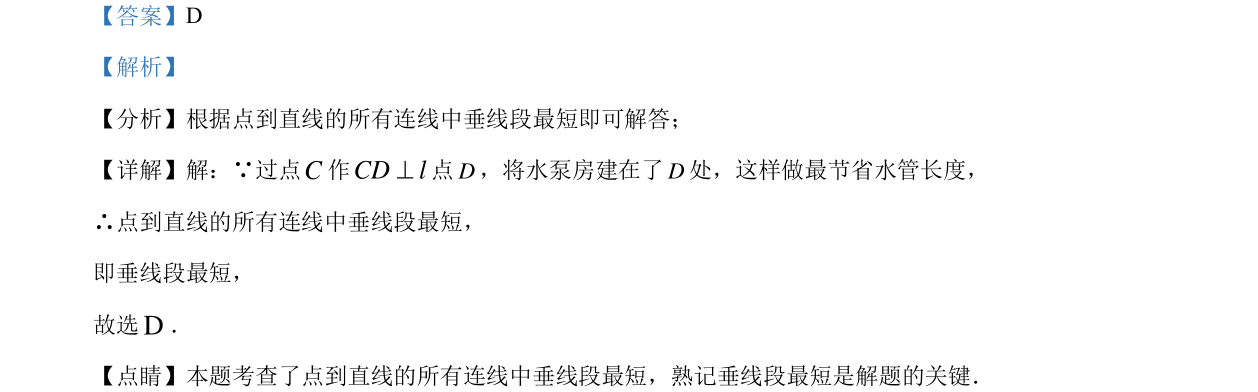 【答案】D
【解析】
【分析】根据点到直线的所有连线中垂线段最短即可解答；
【详解】解：∵过点C作CD⊥l点D，将水泵房建在了D处，这样做最节省水管长度，
∴点到直线的所有连线中垂线段最短，
即垂线段最短，
故选D．
【点睛】本题考查了点到直线的所有连线中垂线段最短，熟记垂线段最短是解题的关键．